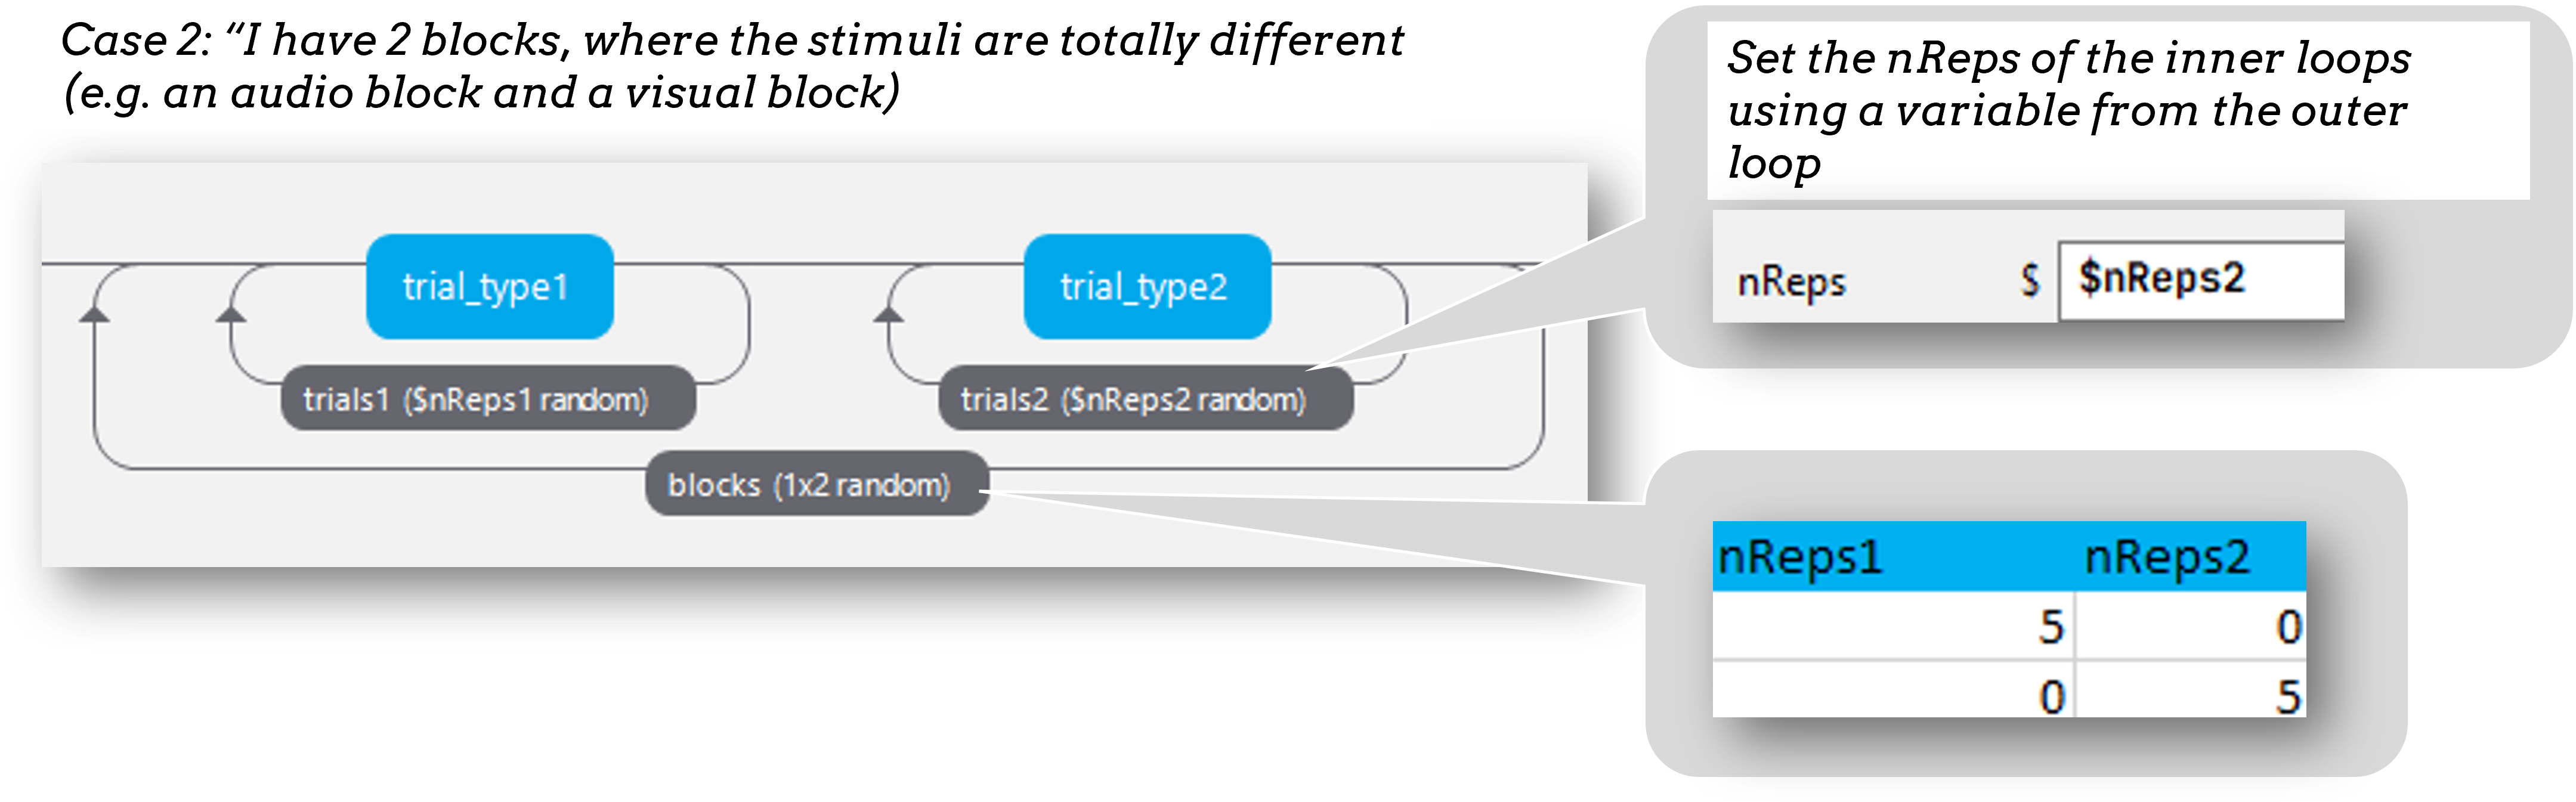 Case 2: “I have 2 blocks, where the stimuli are totally different
(e.g. an audio block and a visual block)
Set the nReps of the inner loops
using a variable from the outer
loop
nReps $ $nReps2
trial_type1 trial_type2
trials1 ($nReps1 random) trials2 ($nReps2 random)
blocks (1x2 random)
nReps1 nReps2
5 0
0 5